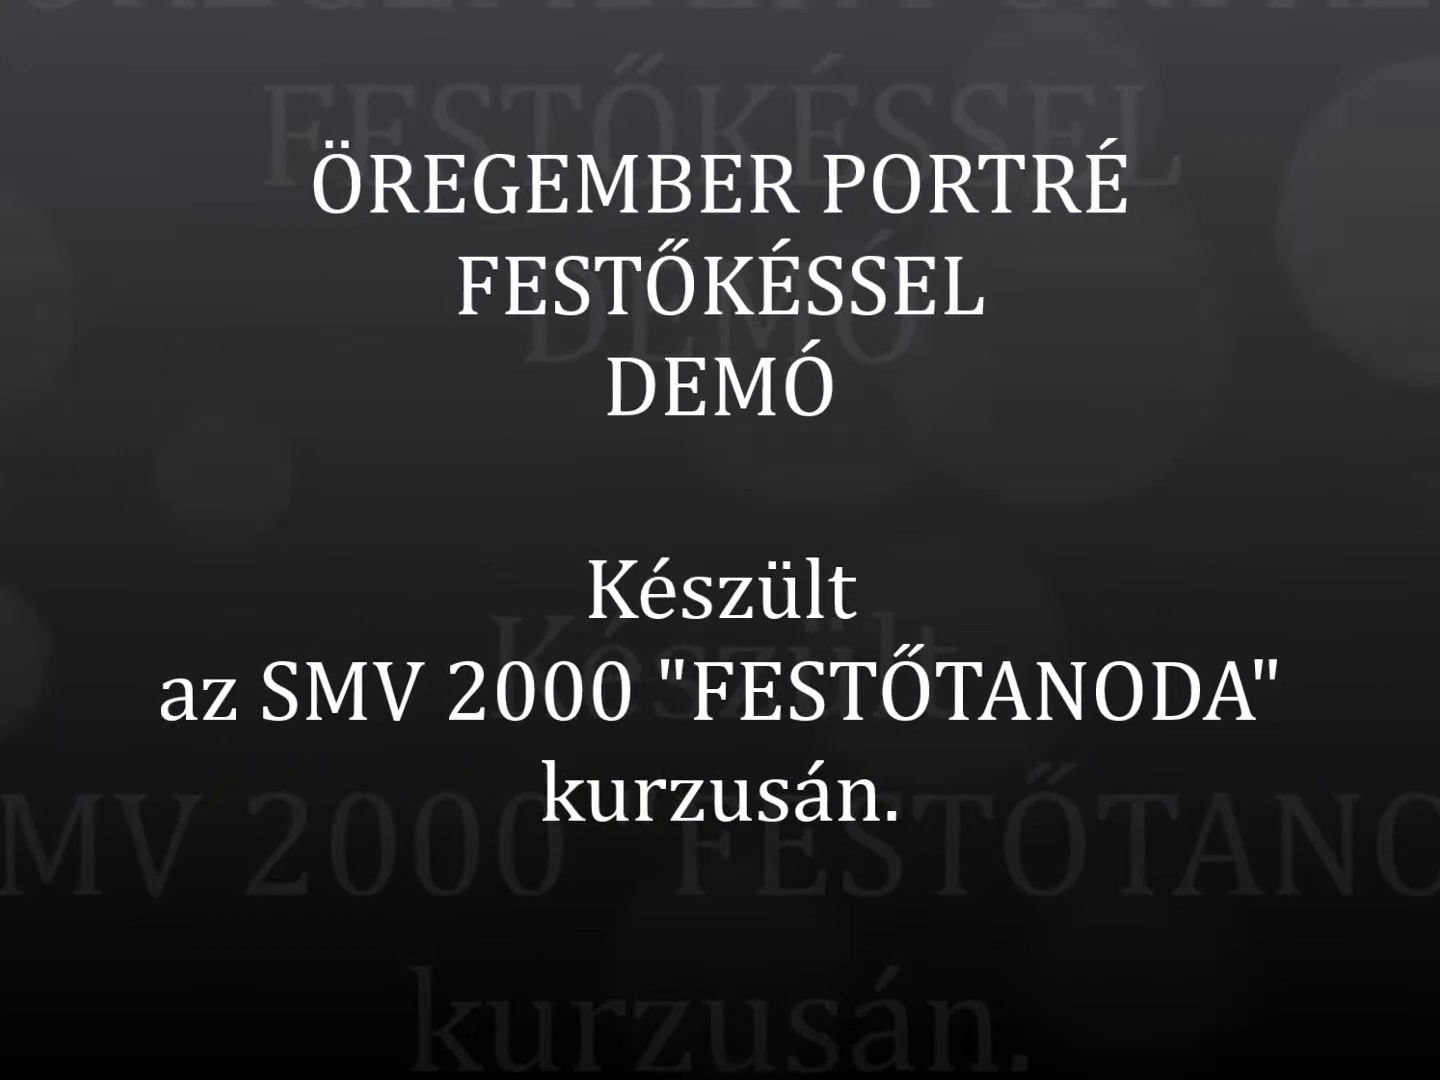 ÖREGEMBER PORTRÉ
FESTŐKÉSSEL
DEMÓ
Készült
az SMV 2000 "FESTŐTANODA"
kurzusán.